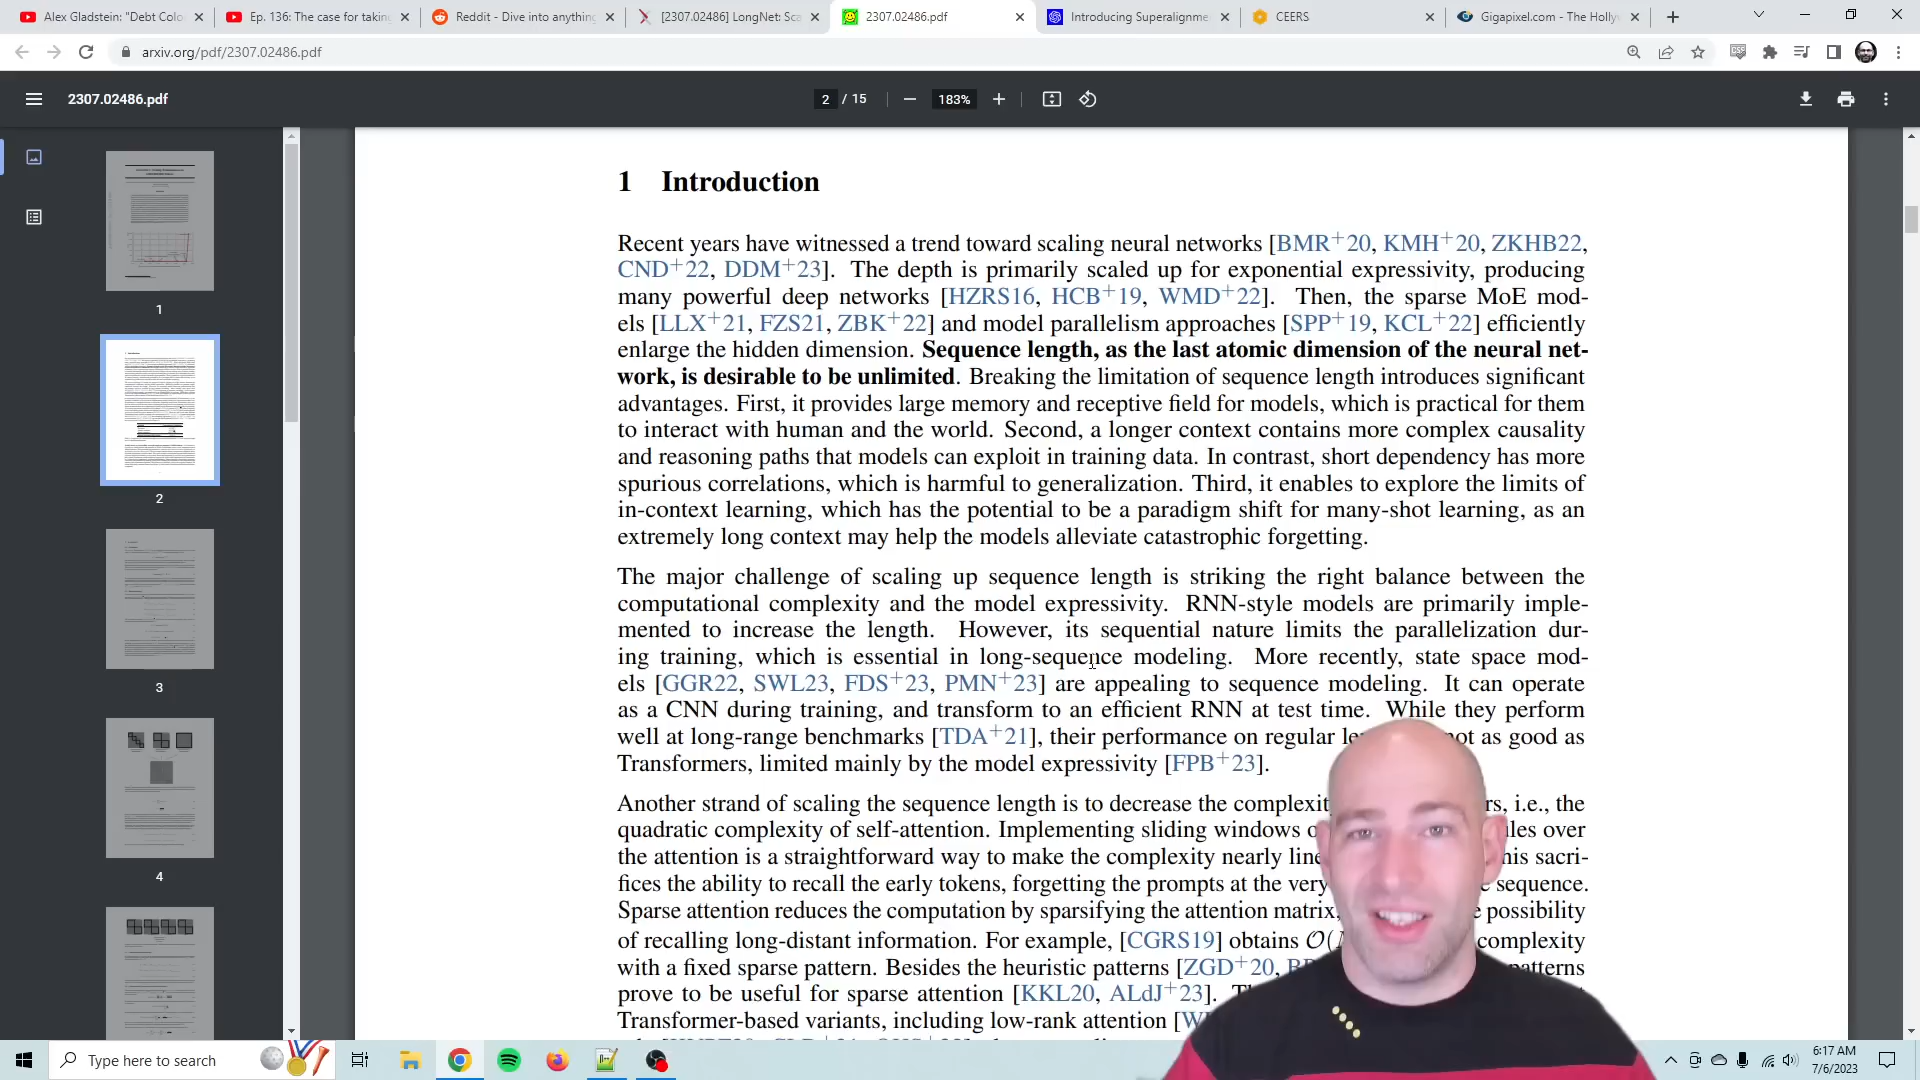 Alex Gladstein: "Debt Colo
Ep. 136: The case for takin
Reddit - Dive into anything
[2307.02486] LongNet: Sca
2307.02486.pdf
Introducing Superalignme
CEERS
Gigapixel.com - The Holly
arxiv.org/pdf/2307.02486.pdf
2307.02486.pdf
2 / 15
183%
1
2
3
4
1 Introduction
Recent years have witnessed a trend toward scaling neural networks [BMR+20, KMH+20, ZKHB22,
CND+22, DDM+23]. The depth is primarily scaled up for exponential expressivity, producing
many powerful deep networks [HZRS16, HCB+19, WMD+22]. Then, the sparse MoE mod-
els [LLX+21, FZS21, ZBK+22] and model parallelism approaches [SPP+19, KCL+22] efficiently
enlarge the hidden dimension. Sequence length, as the last atomic dimension of the neural net-
work, is desirable to be unlimited. Breaking the limitation of sequence length introduces significant
advantages. First, it provides large memory and receptive field for models, which is practical for them
to interact with human and the world. Second, a longer context contains more complex causality
and reasoning paths that models can exploit in training data. In contrast, short dependency has more
spurious correlations, which is harmful to generalization. Third, it enables to explore the limits of
in-context learning, which has the potential to be a paradigm shift for many-shot learning, as an
extremely long context may help the models alleviate catastrophic forgetting.
The major challenge of scaling up sequence length is striking the right balance between the
computational complexity and the model expressivity. RNN-style models are primarily imple-
mented to increase the length. However, its sequential nature limits the parallelization dur-
ing training, which is essential in long-sequence modeling. More recently, state space mod-
els [GGR22, SWL23, FDS+23, PMN+23] are appealing to sequence modeling. It can operate
as a CNN during training, and transform to an efficient RNN at test time. While they perform
well at long-range benchmarks [TDA+21], their performance on regular le not as good as
Transformers, limited mainly by the model expressivity [FPB+23].
Another strand of scaling the sequence length is to decrease the complexit rs, i.e., the
quadratic complexity of self-attention. Implementing sliding windows o ules over
the attention is a straightforward way to make the complexity nearly line his sacri-
fices the ability to recall the early tokens, forgetting the prompts at the very e sequence.
Sparse attention reduces the computation by sparsifying the attention matrix, e possibility
of recalling long-distant information. For example, [CGRS19] obtains O( complexity
with a fixed sparse pattern. Besides the heuristic patterns [ZGD+20, patterns
prove to be useful for sparse attention [KKL20, ALdJ+23]. T
Transformer-based variants, including low-rank attention [W
Type here to search
6:17 AM
7/6/2023